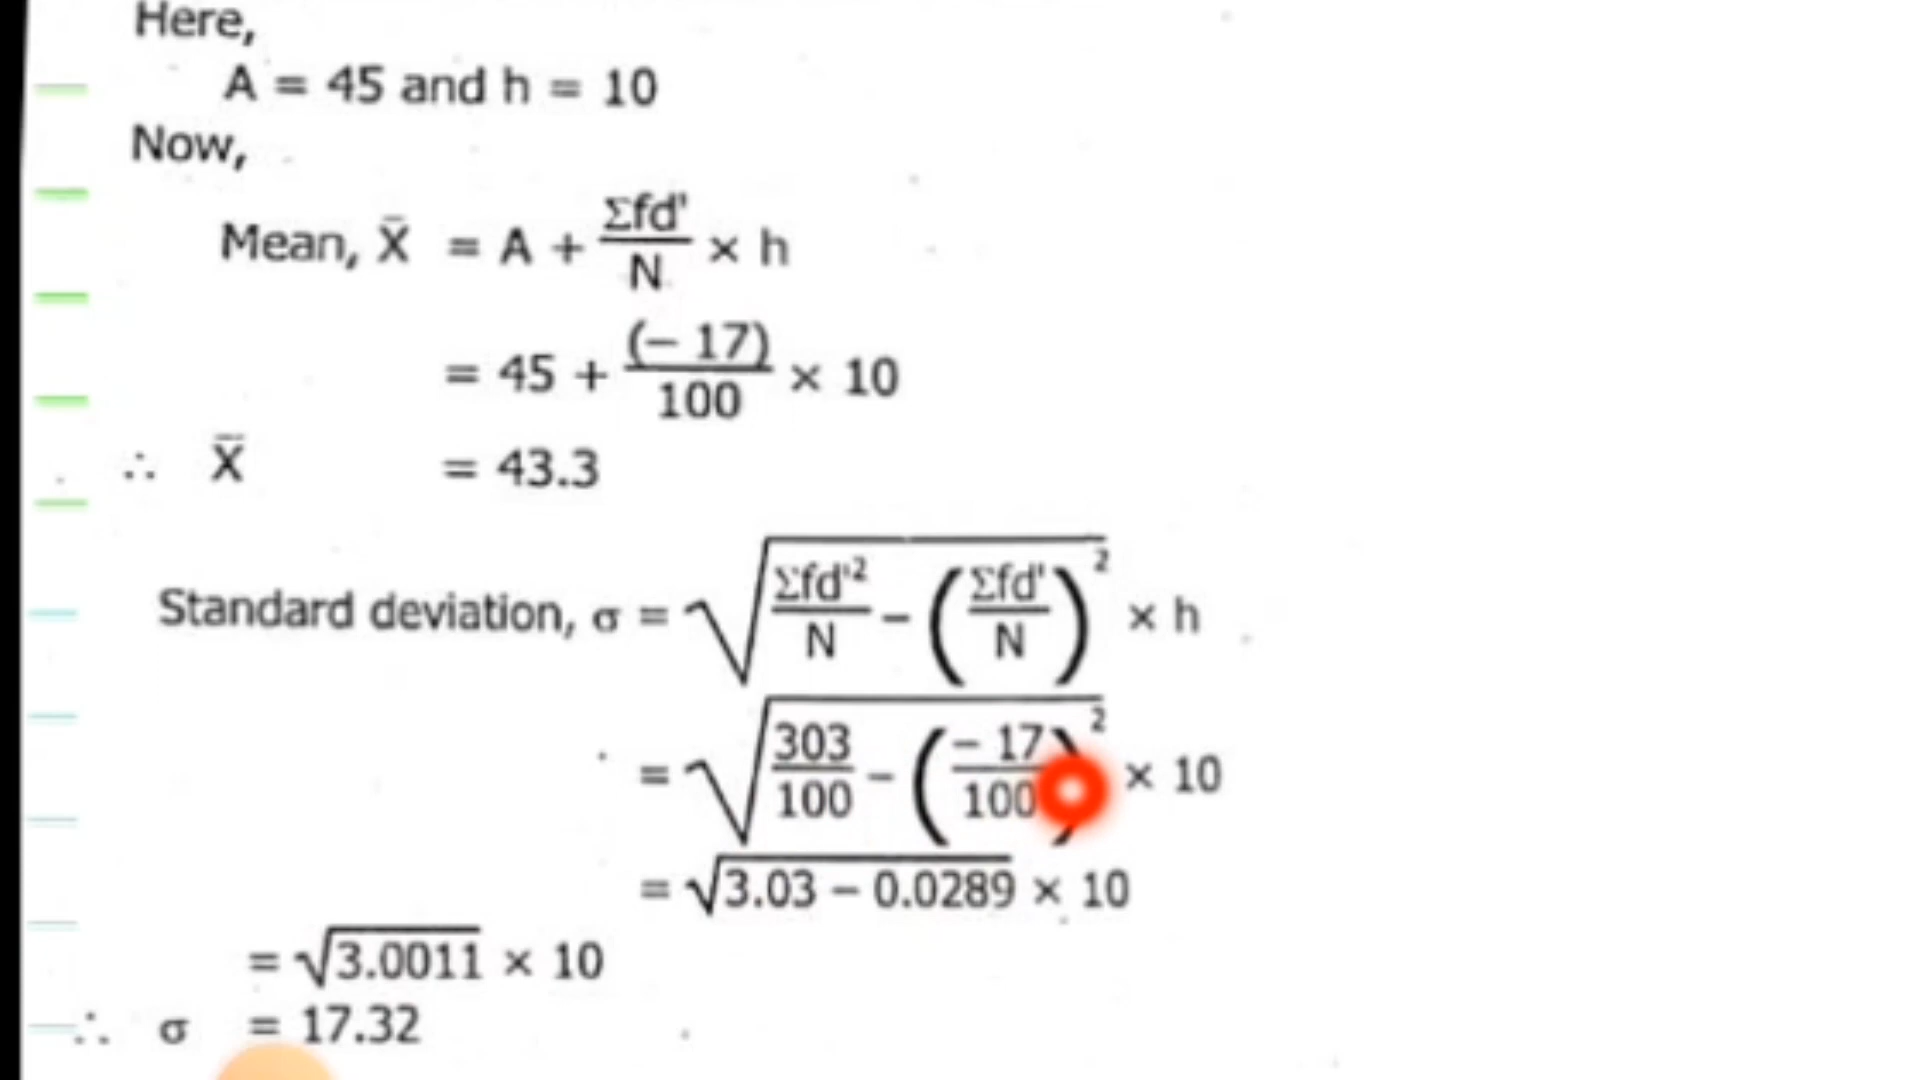 Here,
A = 45 and h = 10
Now,
Mean, X̄ = A + Σfd'/N × h
= 45 + (– 17)/100 × 10
∴ X̄ = 43.3
Standard deviation, σ = √(Σfd'²/N – (Σfd'/N)²) × h
= √(303/100 – (– 17/100)²) × 10
= √(3.03 – 0.0289) × 10
= √3.0011 × 10
∴ σ = 17.32